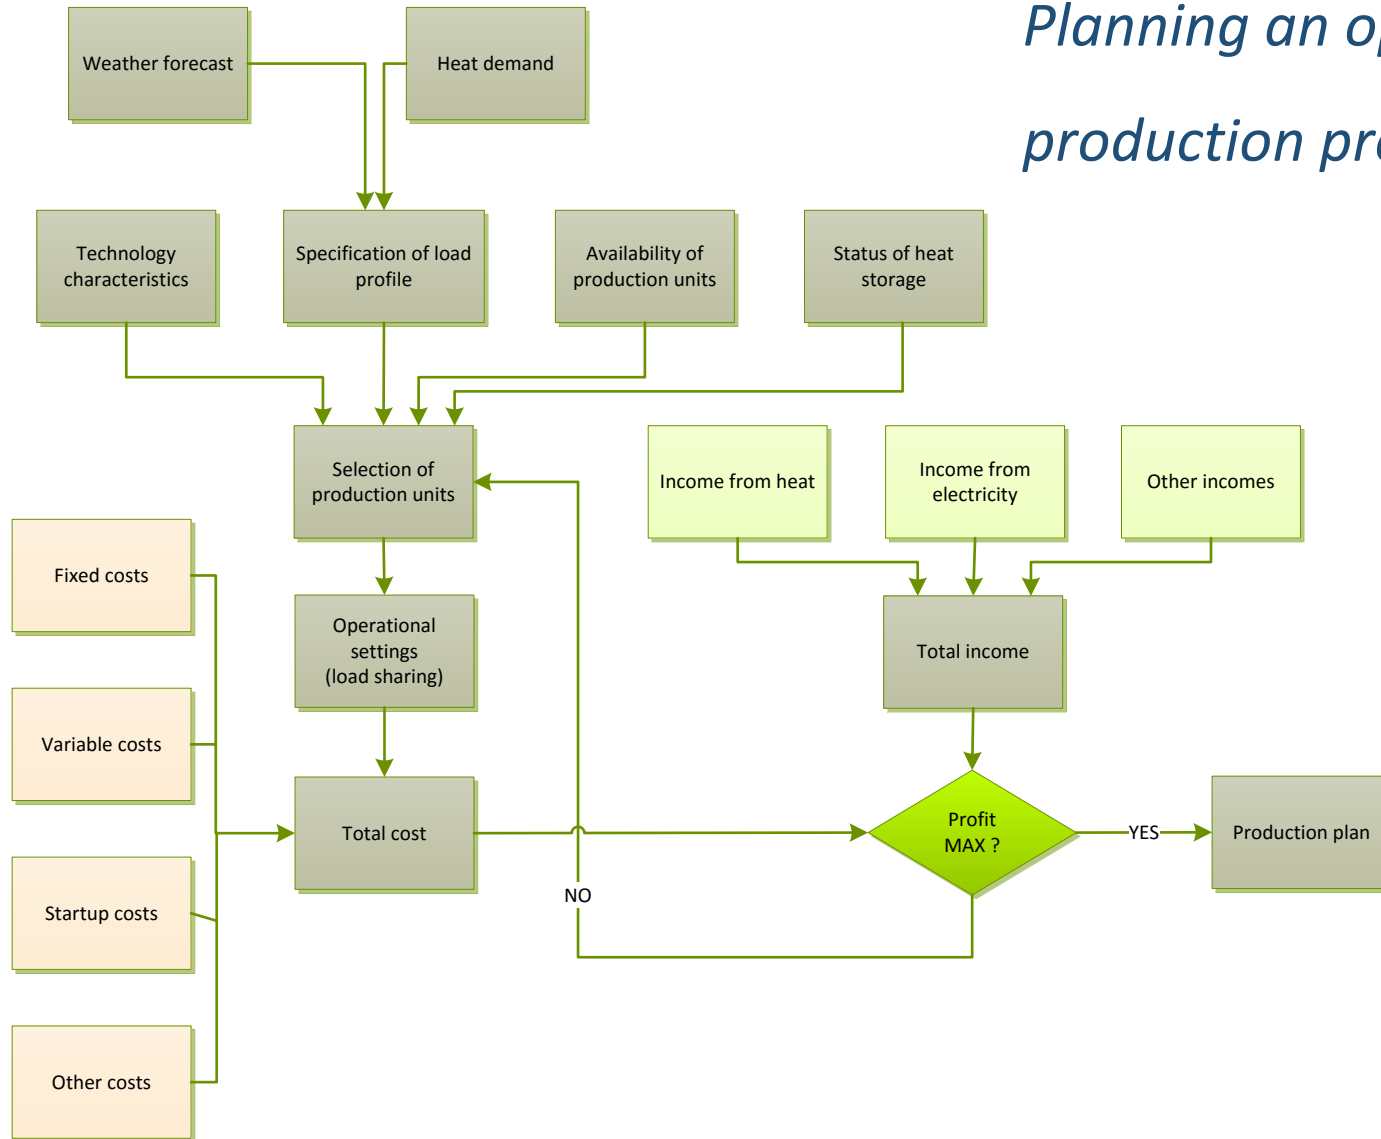 Planning an op
production pro
Weather forecast
Heat demand
Technology
characteristics
Specification of load
profile
Availability of
production units
Status of heat
storage
Selection of
production units
Income from heat
Income from
electricity
Other incomes
Fixed costs
Operational
settings
(load sharing)
Total income
Variable costs
Total cost
Profit
MAX ?
YES
Production plan
NO
Startup costs
Other costs